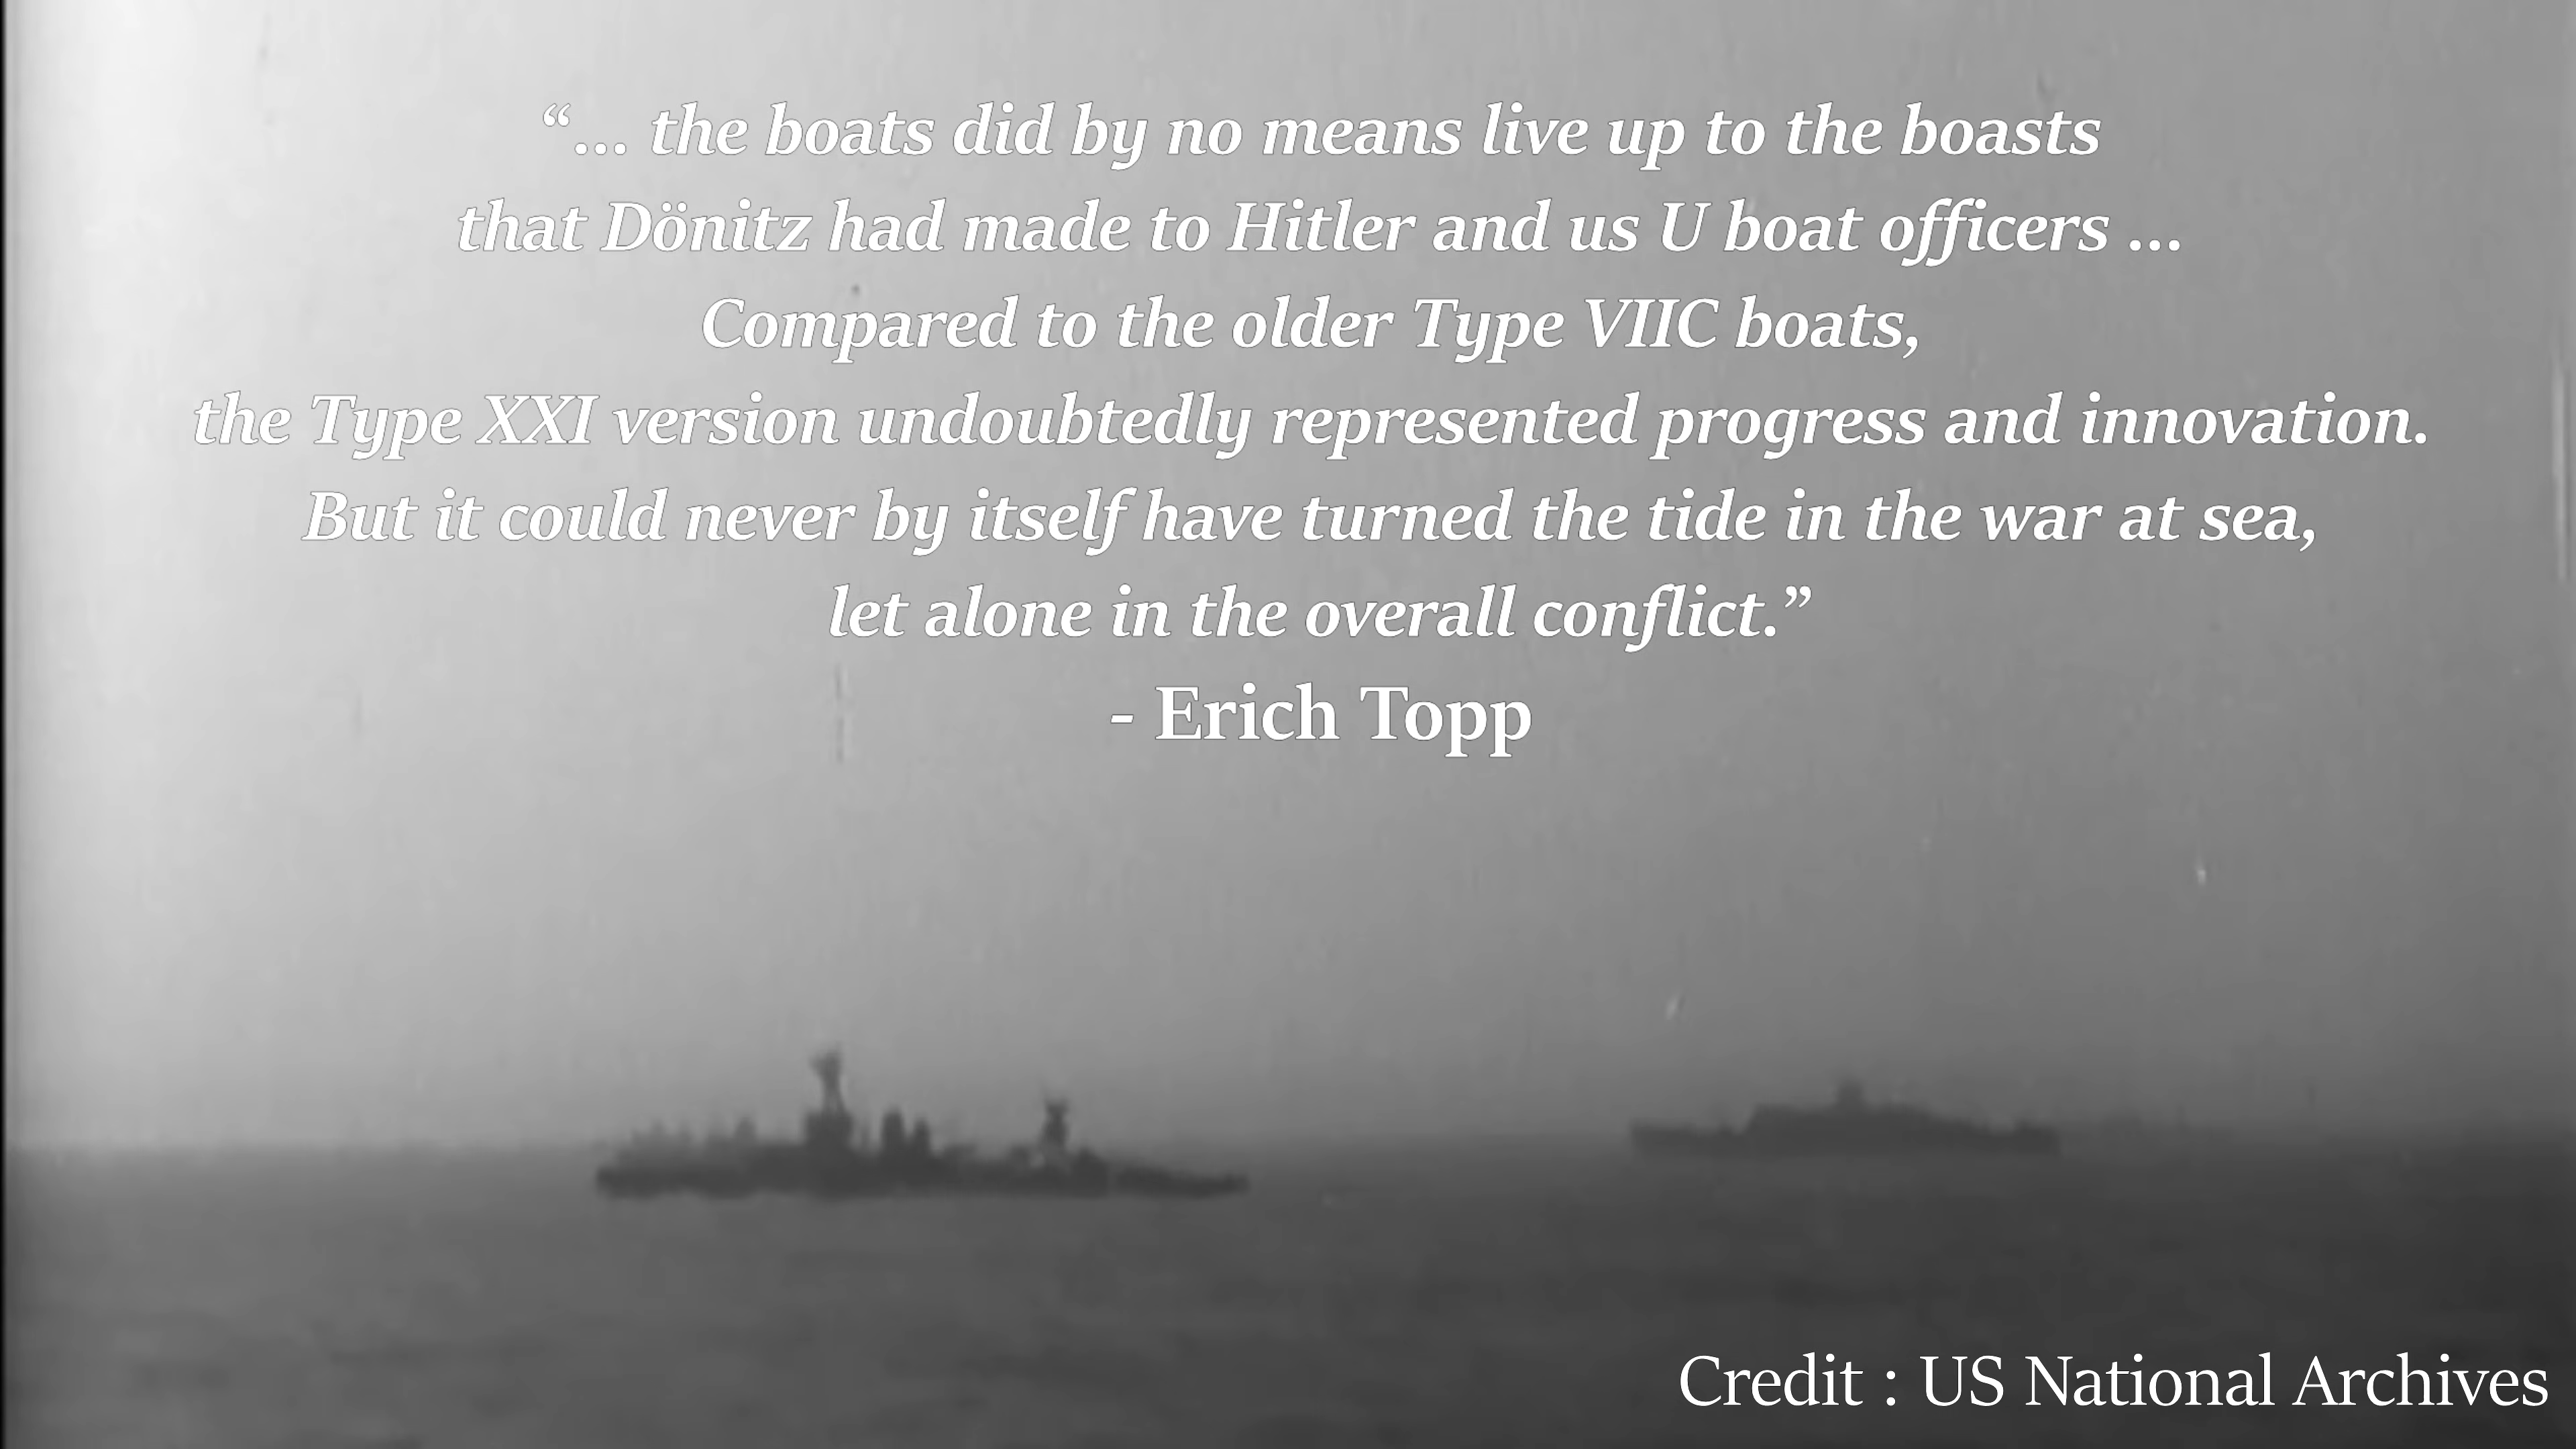 “... the boats did by no means live up to the boasts
that Dönitz had made to Hitler and us U boat officers ...
Compared to the older Type VIIC boats,
the Type XXI version undoubtedly represented progress and innovation.
But it could never by itself have turned the tide in the war at sea,
let alone in the overall conflict.”
- Erich Topp
Credit : US National Archives